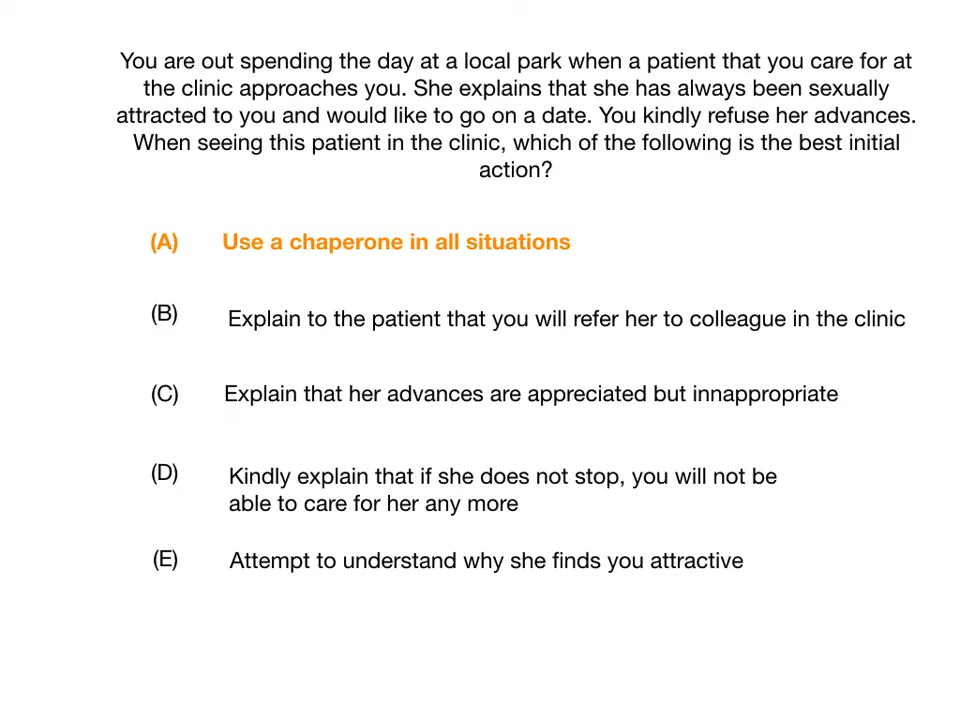 You are out spending the day at a local park when a patient that you care for at
the clinic approaches you. She explains that she has always been sexually
attracted to you and would like to go on a date. You kindly refuse her advances.
When seeing this patient in the clinic, which of the following is the best initial
action?
(A) Use a chaperone in all situations
(B) Explain to the patient that you will refer her to colleague in the clinic
(C) Explain that her advances are appreciated but innappropriate
(D) Kindly explain that if she does not stop, you will not be
able to care for her any more
(E) Attempt to understand why she finds you attractive